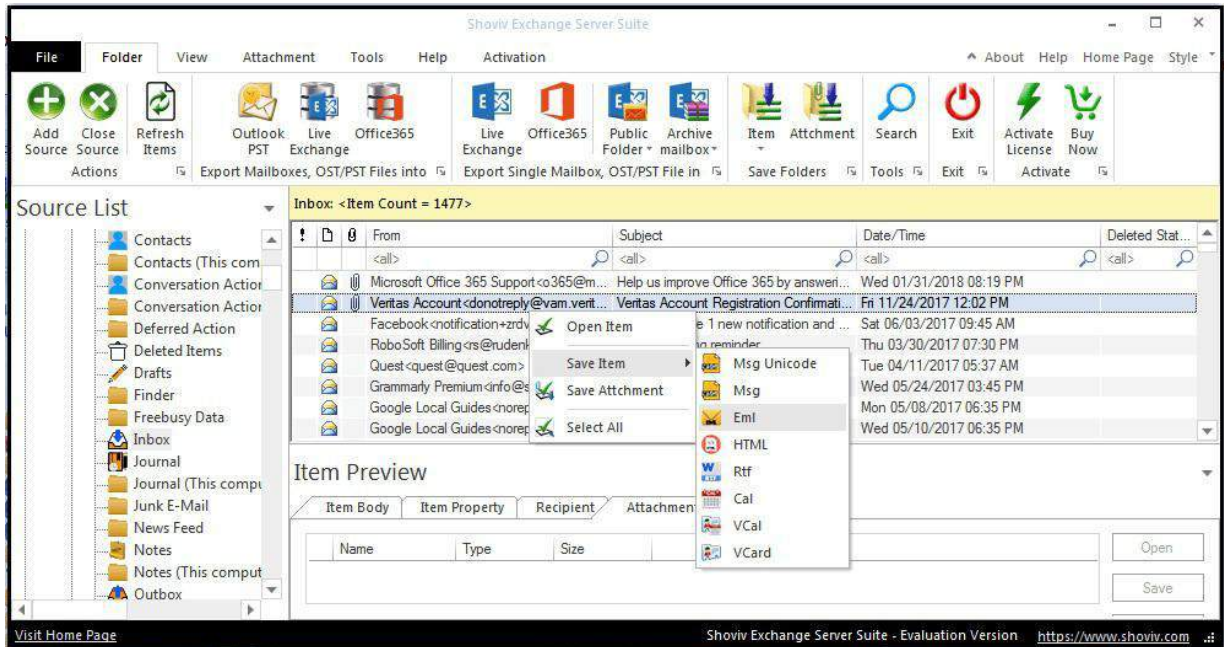 Shoviv Exchange Server Suite
File Folder View Attachment Tools Help Activation About Help Home Page Style
Add Source
Close Source
Refresh Items
Outlook PST
Live Exchange
Office365
Live Exchange
Office365
Public Folder
Archive mailbox
Item
Attchment
Search
Exit
Activate License
Buy Now
Actions
Export Mailboxes, OST/PST Files into
Export Single Mailbox, OST/PST File in
Save Folders
Tools
Exit
Activate
Source List
Contacts
Contacts (This com
Conversation Action
Conversation Action
Deferred Action
Deleted Items
Drafts
Finder
Freebusy Data
Inbox
Journal
Journal (This compu
Junk E-Mail
News Feed
Notes
Notes (This comput
Outbox
Inbox: <Item Count = 1477>
From Subject Date/Time Deleted Stat...
<all> <all> <all> <all>
Microsoft Office 365 Support<o365@m... Help us improve Office 365 by answeri... Wed 01/31/2018 08:19 PM
Veritas Account<donotreply@vam.verit... Veritas Account Registration Confirmati... Fri 11/24/2017 12:02 PM
Facebook<notification+zrdv e 1 new notification and ... Sat 06/03/2017 09:45 AM
RoboSoft Billing<rs@ruden reminder Thu 03/30/2017 07:30 PM
Quest<quest@quest.com> Tue 04/11/2017 05:37 AM
Grammarly Premium<info@s Wed 05/24/2017 03:45 PM
Google Local Guides<norep Mon 05/08/2017 06:35 PM
Google Local Guides<norep Wed 05/10/2017 06:35 PM
Open Item
Save Item
Save Attchment
Select All
Msg Unicode
Msg
Eml
HTML
Rtf
Cal
VCal
VCard
Item Preview
Item Body Item Property Recipient Attachmen
Name Type Size
Open
Save
Visit Home Page Shoviv Exchange Server Suite - Evaluation Version https://www.shoviv.com